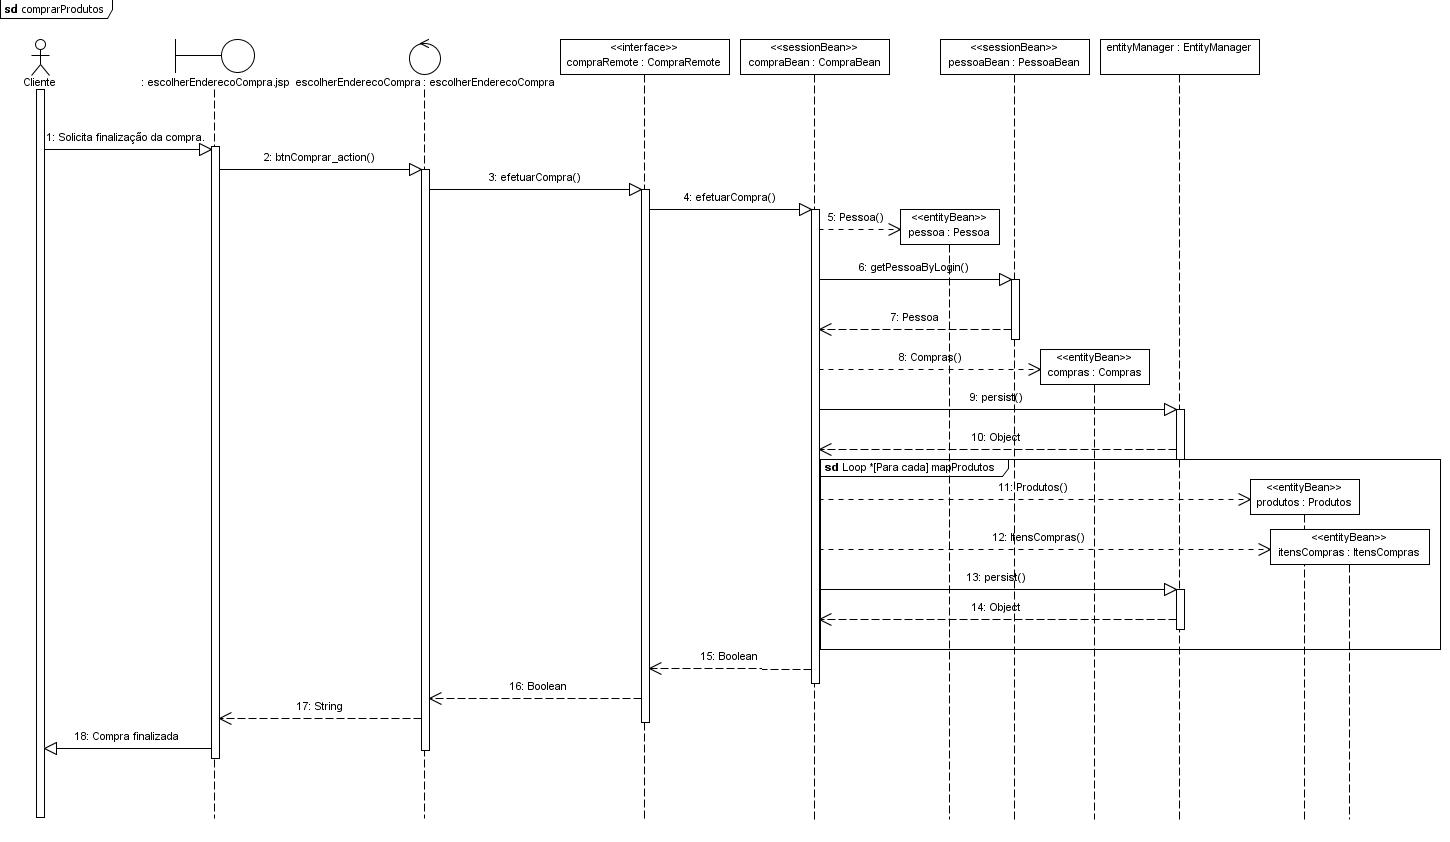 sd comprarProdutos
Cliente
: escolherEnderecoCompra.jsp
escolherEnderecoCompra : escolherEnderecoCompra
<<interface>>
compraRemote : CompraRemote
<<sessionBean>>
compraBean : CompraBean
<<sessionBean>>
pessoaBean : PessoaBean
entityManager : EntityManager
1: Solicita finalização da compra.
2: btnComprar_action()
3: efetuarCompra()
4: efetuarCompra()
5: Pessoa()
<<entityBean>>
pessoa : Pessoa
6: getPessoaByLogin()
7: Pessoa
8: Compras()
<<entityBean>>
compras : Compras
9: persist()
10: Object
sd Loop *[Para cada] mapProdutos
11: Produtos()
<<entityBean>>
produtos : Produtos
12: ItensCompras()
<<entityBean>>
itensCompras : ItensCompras
13: persist()
14: Object
15: Boolean
16: Boolean
17: String
18: Compra finalizada